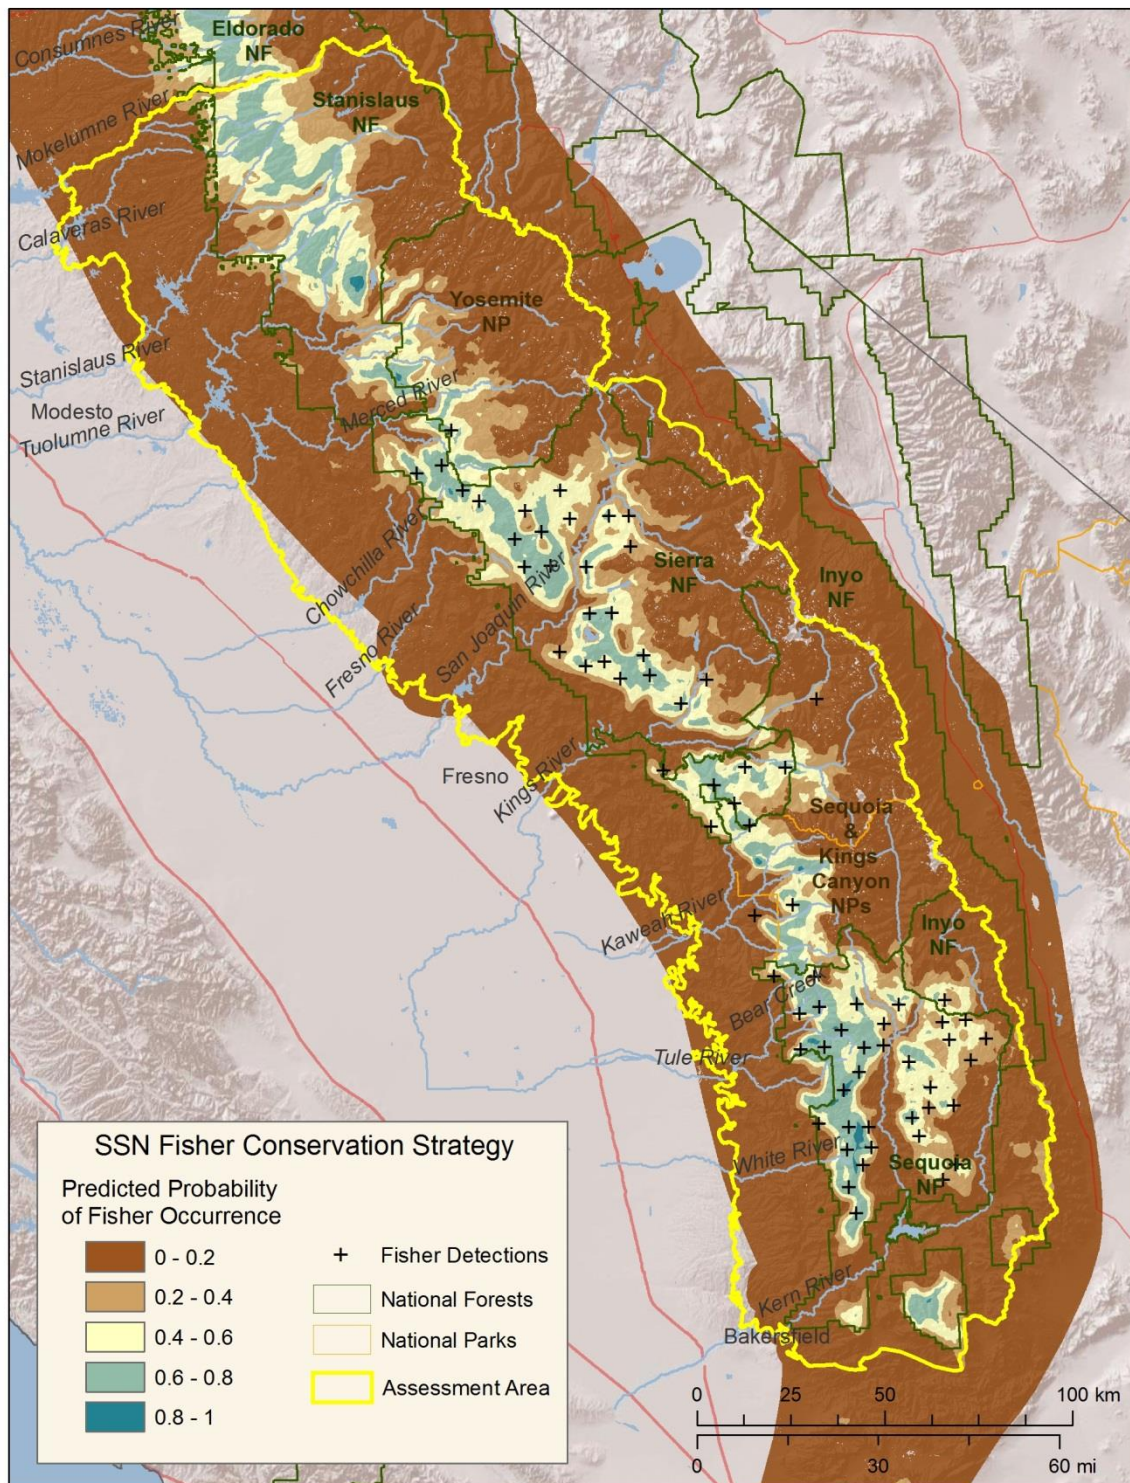 Consumnes River
Eldorado
NF
Stanislaus
NF
Mokelumne River
Calaveras River
Yosemite
NP
Stanislaus River
Modesto
Tuolumne River
Merced River
Chowchilla River
Fresno River
San Joaquin River
Sierra
NF
Inyo
NF
Fresno
Kings River
Sequoia
&
Kings
Canyon
NPs
Kaweah River
Inyo
NF
Bear Creek
Tule River
White River
Sequoia
NF
Kern River
Bakersfield
SSN Fisher Conservation Strategy
Predicted Probability
of Fisher Occurrence
0 - 0.2
0.2 - 0.4
0.4 - 0.6
0.6 - 0.8
0.8 - 1
Fisher Detections
National Forests
National Parks
Assessment Area
0 25 50 100 km
0 30 60 mi